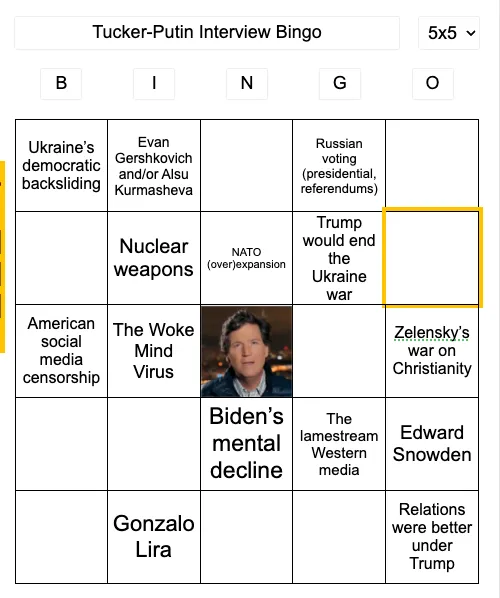 Tucker-Putin Interview Bingo
5x5
B I N G O
Ukraine’s
democratic
backsliding
Evan
Gershkovich
and/or Alsu
Kurmasheva
Russian
voting
(presidential,
referendums)
Nuclear
weapons
NATO
(over)expansion
Trump
would end
the
Ukraine
war
American
social
media
censorship
The Woke
Mind
Virus
Zelensky’s
war on
Christianity
Biden’s
mental
decline
The
lamestream
Western
media
Edward
Snowden
Gonzalo
Lira
Relations
were better
under
Trump